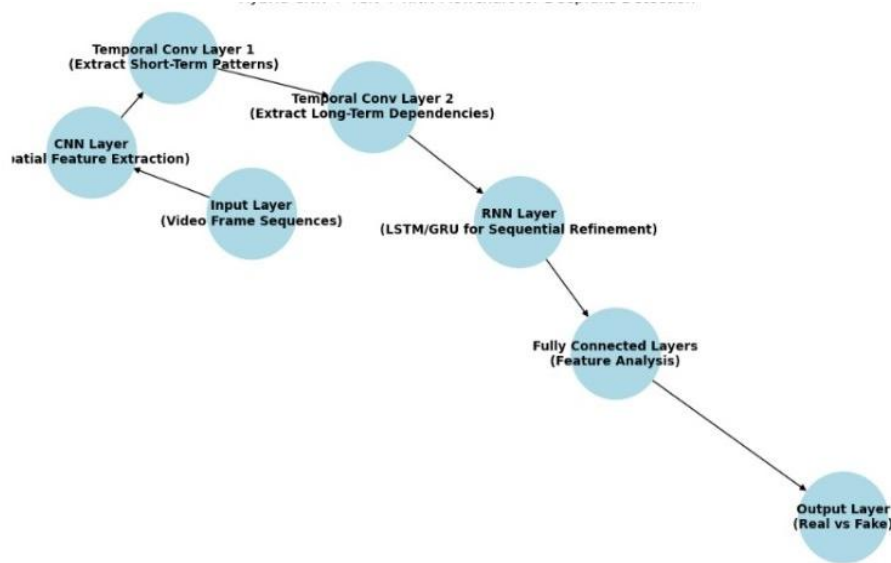 Temporal Conv Layer 1
(Extract Short-Term Patterns)
Temporal Conv Layer 2
(Extract Long-Term Dependencies)
CNN Layer
patial Feature Extraction)
Input Layer
(Video Frame Sequences)
RNN Layer
(LSTM/GRU for Sequential Refinement)
Fully Connected Layers
(Feature Analysis)
Output Layer
(Real vs Fake)